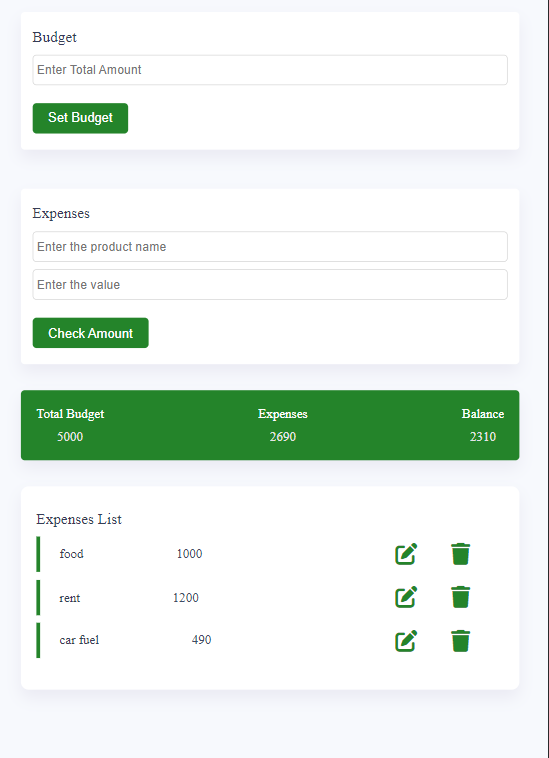 Budget
Enter Total Amount
Set Budget
Expenses
Enter the product name
Enter the value
Check Amount
Total Budget Expenses Balance
5000 2690 2310
Expenses List
food 1000
rent 1200
car fuel 490